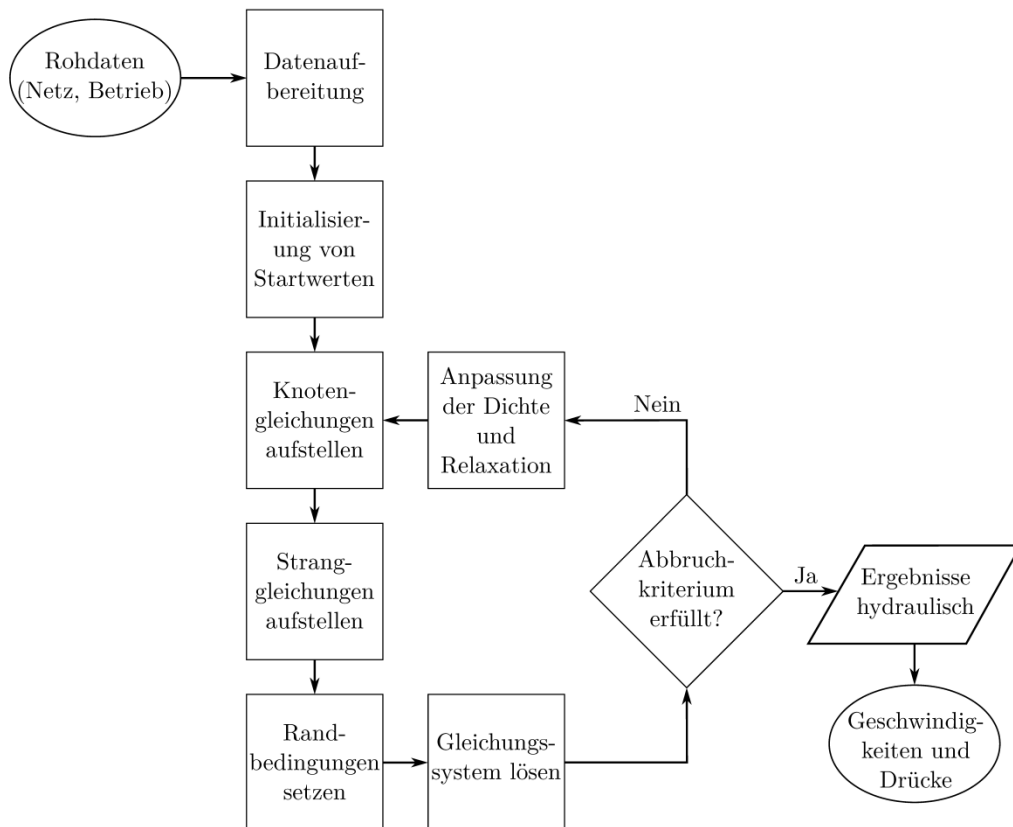 Rohdaten
(Netz, Betrieb)
Datenauf-
bereitung
Initialisier-
ung von
Startwerten
Knoten-
gleichungen
aufstellen
Anpassung
der Dichte
und
Relaxation
Nein
Strang-
gleichungen
aufstellen
Abbruch-
kriterium
erfüllt?
Ja
Ergebnisse
hydraulisch
Rand-
bedingungen
setzen
Gleichungs-
system lösen
Geschwindig-
keiten und
Drücke